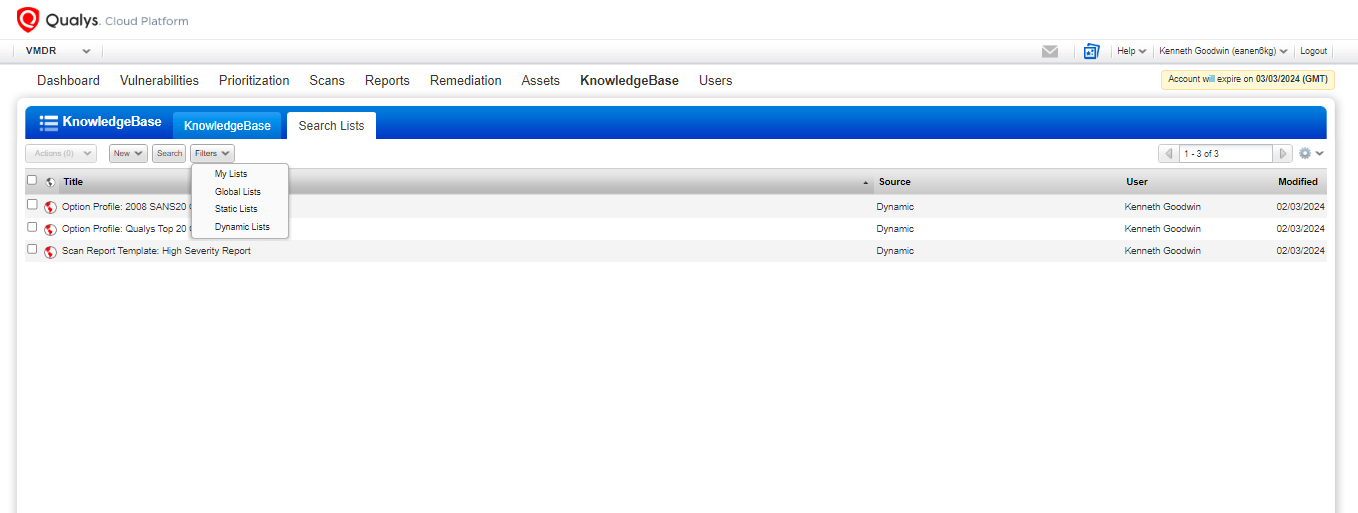 Qualys. Cloud Platform
VMDR
Help
Kenneth Goodwin (eanen6kg)
Logout
Dashboard Vulnerabilities Prioritization Scans Reports Remediation Assets KnowledgeBase Users
Account will expire on 03/03/2024 (GMT)
KnowledgeBase KnowledgeBase Search Lists
Actions (0) New Search Filters 1 - 3 of 3
My Lists
Global Lists
Static Lists
Dynamic Lists
Title Source User Modified
Option Profile: 2008 SANS20 Dynamic Kenneth Goodwin 02/03/2024
Option Profile: Qualys Top 20 Dynamic Kenneth Goodwin 02/03/2024
Scan Report Template: High Severity Report Dynamic Kenneth Goodwin 02/03/2024